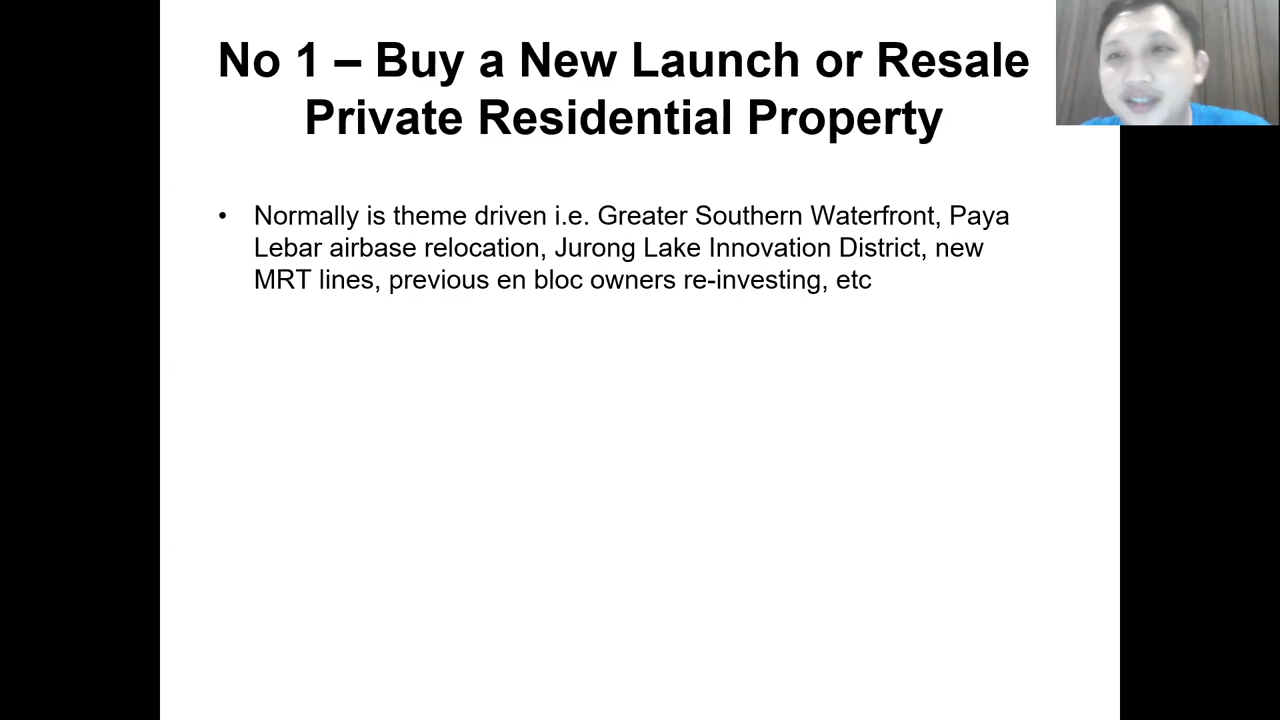 No 1 – Buy a New Launch or Resale
Private Residential Property
• Normally is theme driven i.e. Greater Southern Waterfront, Paya
Lebar airbase relocation, Jurong Lake Innovation District, new
MRT lines, previous en bloc owners re-investing, etc